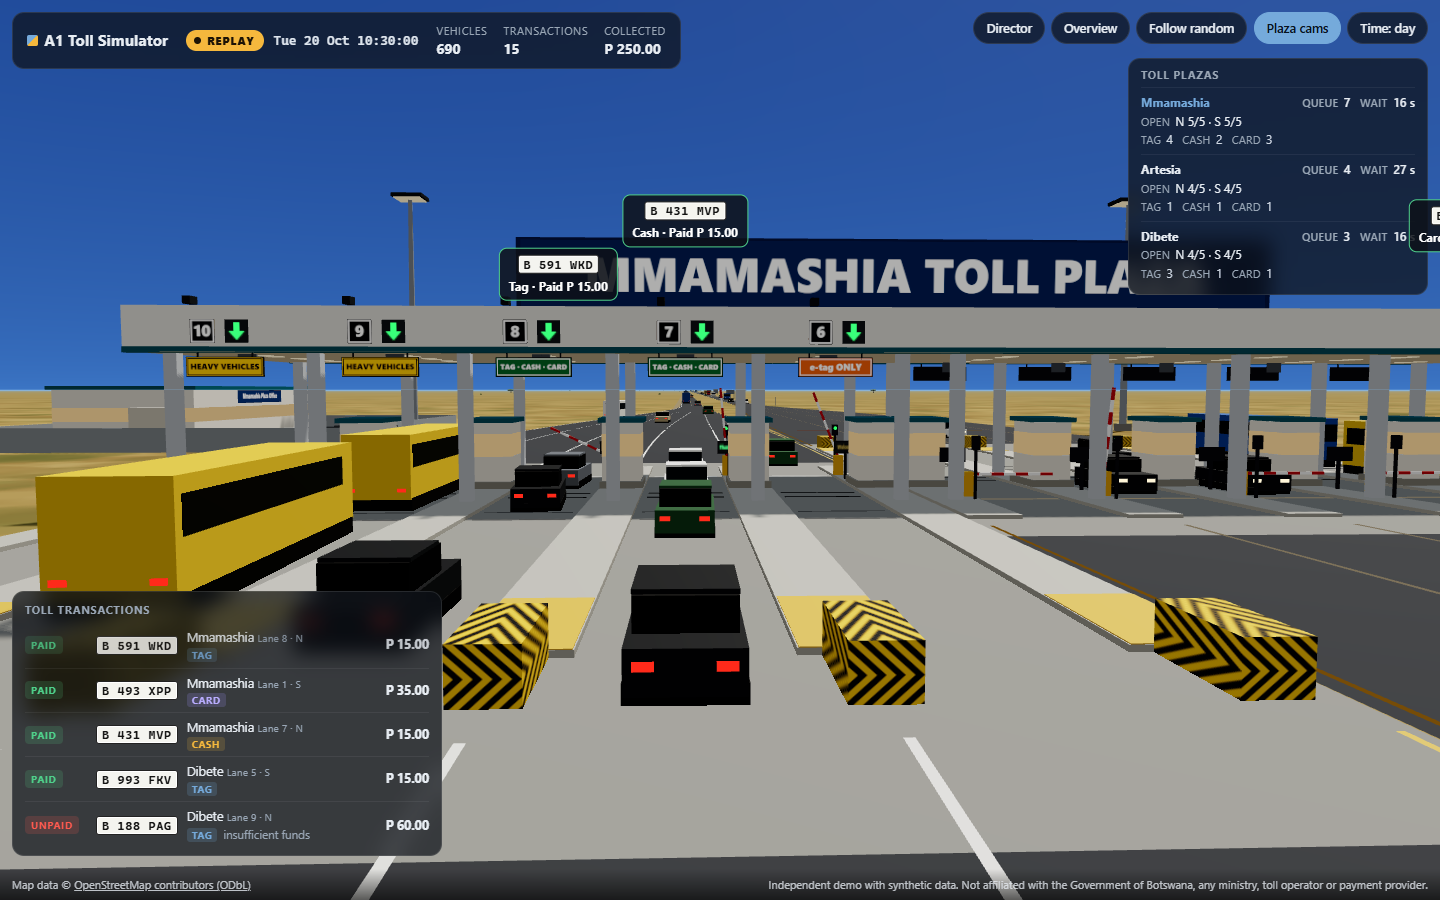 A1 Toll Simulator
REPLAY
Tue 20 Oct 10:30:00
VEHICLES
690
TRANSACTIONS
15
COLLECTED
P 250.00
Director
Overview
Follow random
Plaza cams
Time: day
TOLL PLAZAS
Mmamashia QUEUE 7 WAIT 16 s
OPEN N 5/5 · S 5/5
TAG 4 CASH 2 CARD 3
Artesia QUEUE 4 WAIT 27 s
OPEN N 4/5 · S 4/5
TAG 1 CASH 1 CARD 1
Dibete QUEUE 3 WAIT 16
OPEN N 4/5 · S 4/5
TAG 3 CASH 1 CARD 1
B 431 MVP
Cash · Paid P 15.00
B 591 WKD
Tag · Paid P 15.00
MMAMASHIA TOLL PLA
10
9
8
7
6
HEAVY VEHICLES
HEAVY VEHICLES
TAG · CASH · CARD
TAG · CASH · CARD
e-tag ONLY
Mmamashia Plaza Office
TOLL TRANSACTIONS
PAID B 591 WKD Mmamashia Lane 8 · N P 15.00
TAG
PAID B 493 XPP Mmamashia Lane 1 · S P 35.00
CARD
PAID B 431 MVP Mmamashia Lane 7 · N P 15.00
CASH
PAID B 993 FKV Dibete Lane 5 · S P 15.00
TAG
UNPAID B 188 PAG Dibete Lane 9 · N P 60.00
TAG insufficient funds
Map data © OpenStreetMap contributors (ODbL)
Independent demo with synthetic data. Not affiliated with the Government of Botswana, any ministry, toll operator or payment provider.